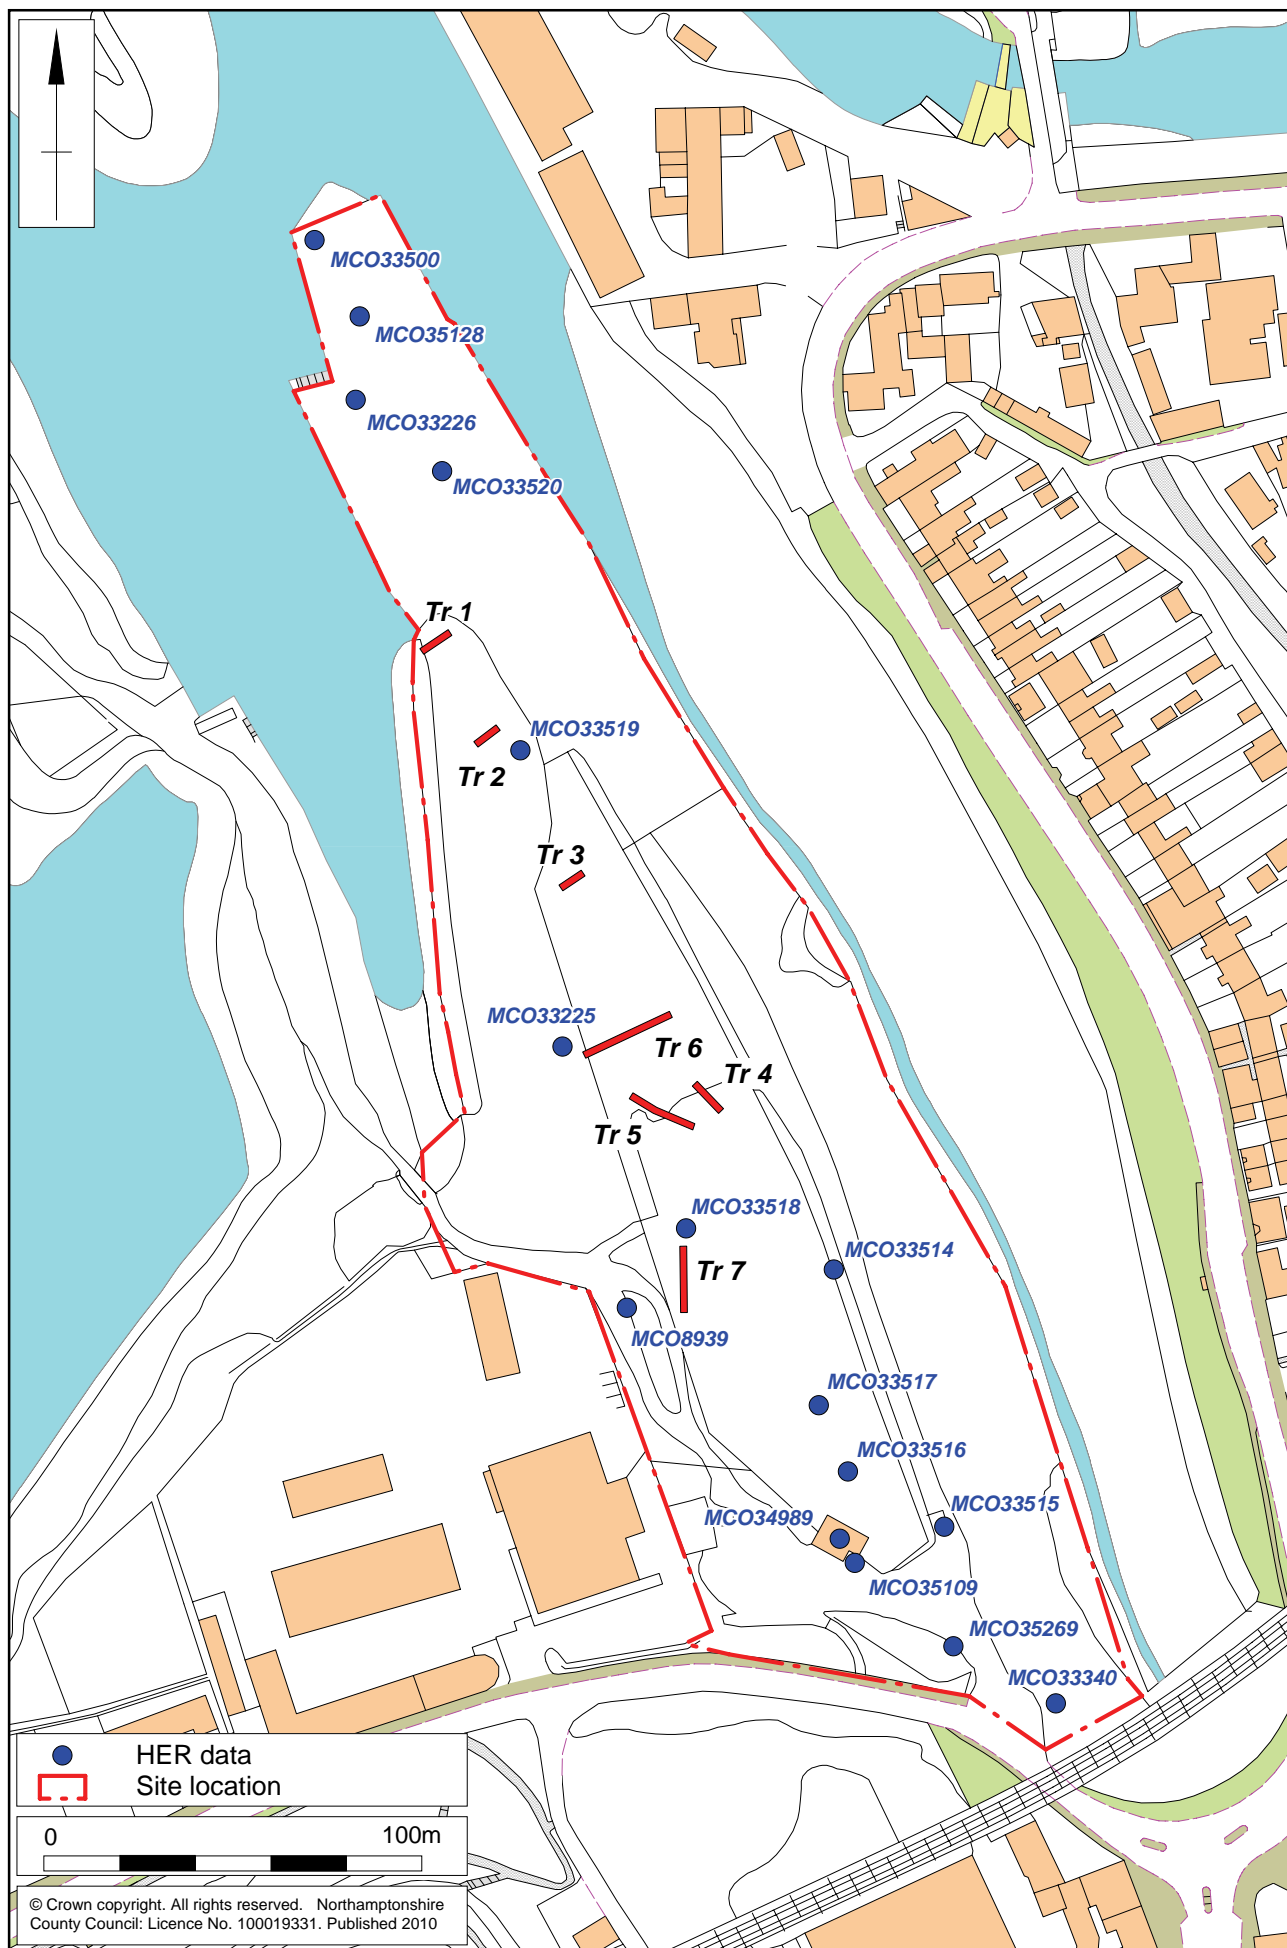 MCO33500
MCO35128
MCO33226
MCO33520
Tr 1
MCO33519
Tr 2
Tr 3
MCO33225
Tr 6
Tr 4
Tr 5
MCO33518
MCO33514
Tr 7
MCO8939
MCO33517
MCO33516
MCO33515
MCO34989
MCO35109
MCO35269
MCO33340
HER data
Site location
0 100m
© Crown copyright. All rights reserved. Northamptonshire
County Council: Licence No. 100019331. Published 2010